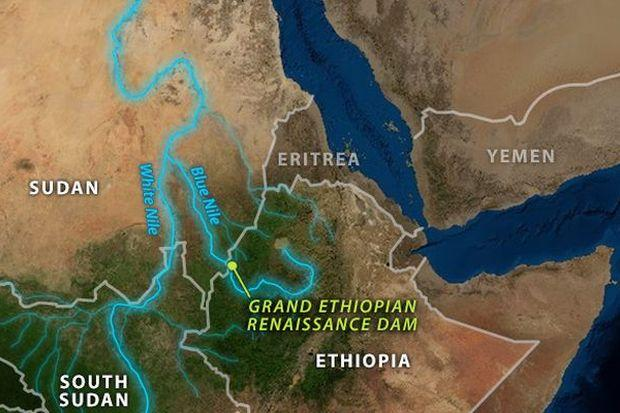 ERITREA
YEMEN
SUDAN
White Nile
Blue Nile
GRAND ETHIOPIAN
RENAISSANCE DAM
ETHIOPIA
SOUTH
SUDAN